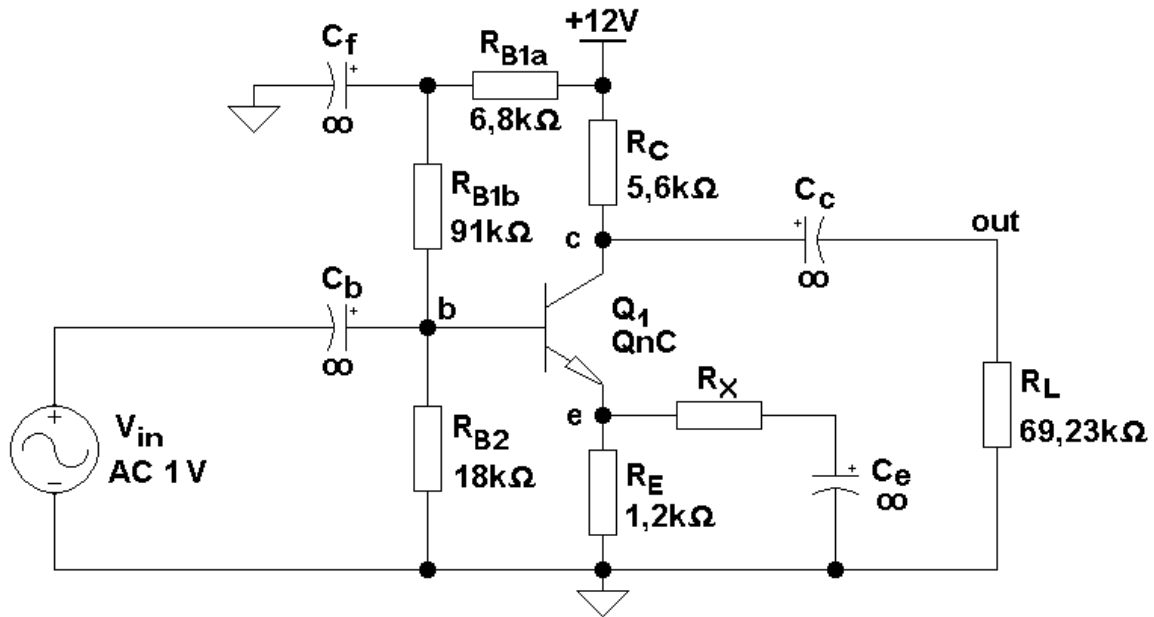 +12V
Cf
∞
RB1a
6,8kΩ
RC
5,6kΩ
RB1b
91kΩ
Cc
∞
out
c
Cb
∞
b
Q1
QnC
RX
e
RL
69,23kΩ
+
Vin
AC 1V
RB2
18kΩ
RE
1,2kΩ
Ce
∞